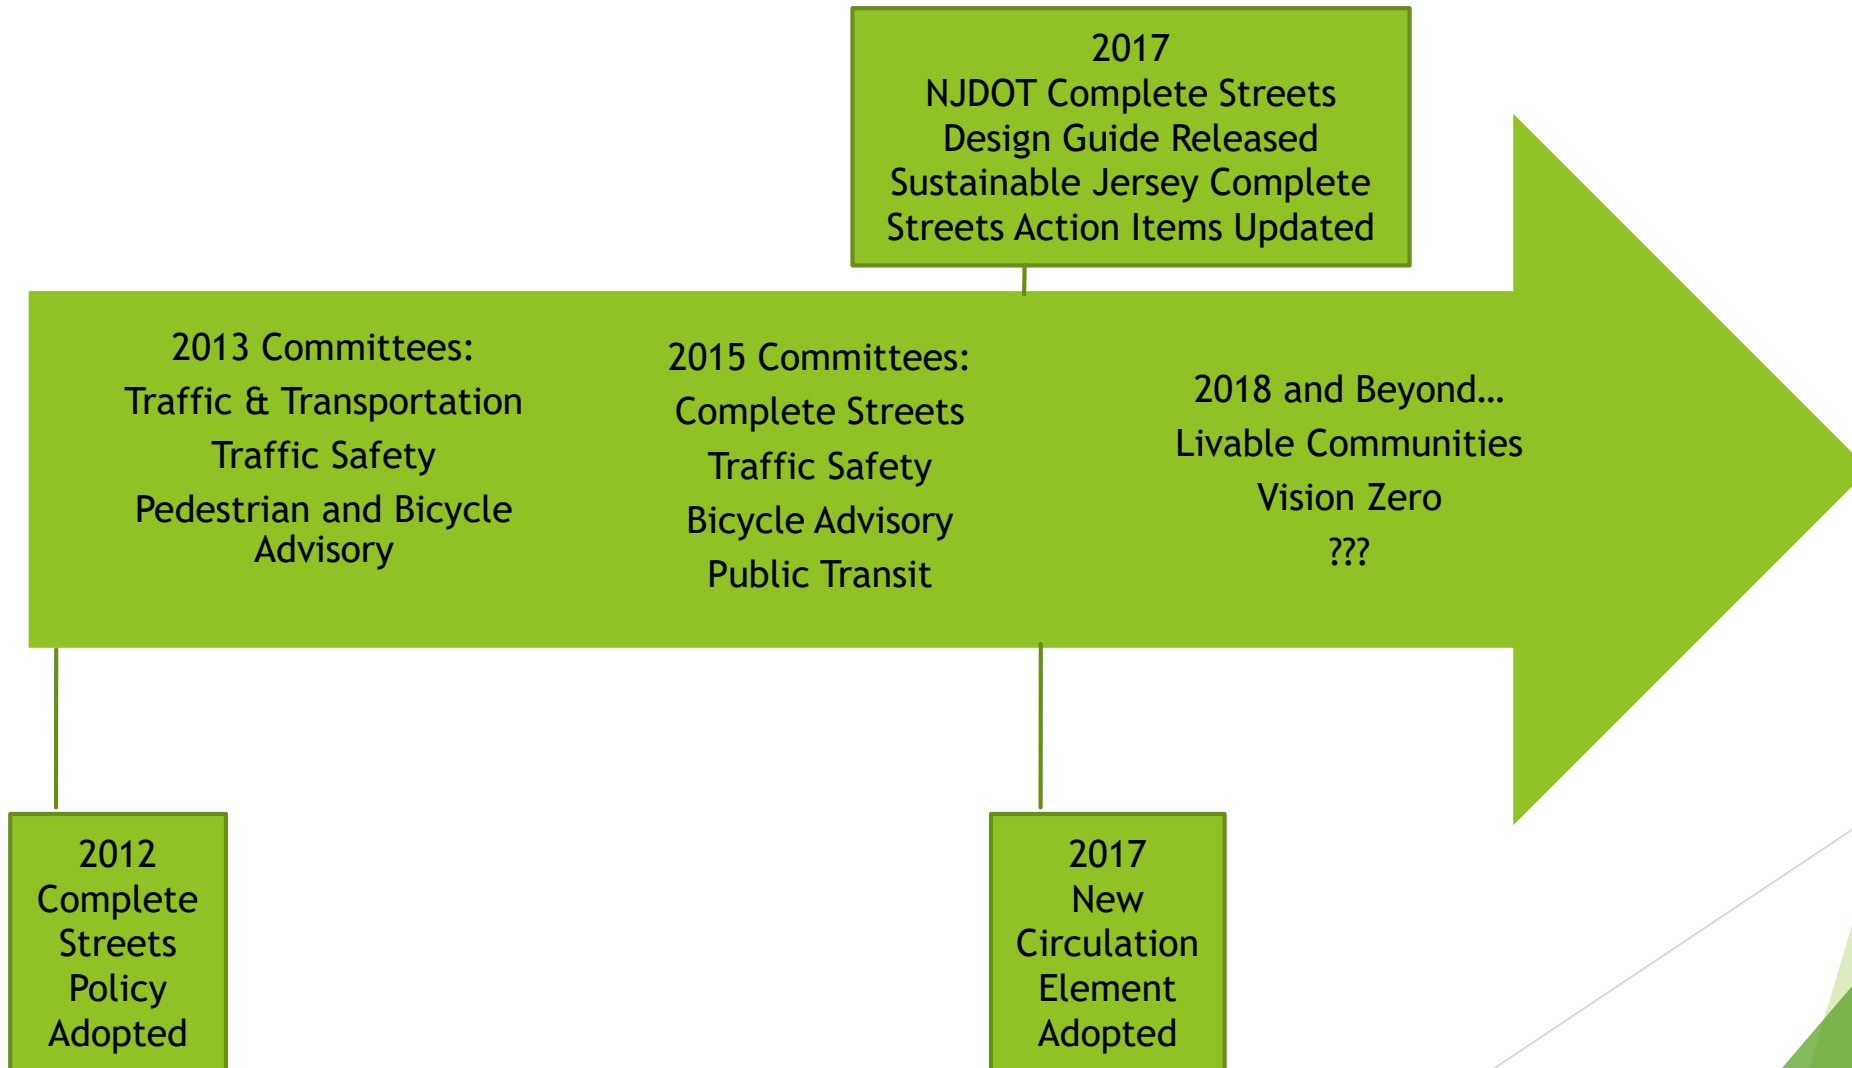 2017
NJDOT Complete Streets
Design Guide Released
Sustainable Jersey Complete
Streets Action Items Updated
2013 Committees:
Traffic & Transportation
Traffic Safety
Pedestrian and Bicycle
Advisory
2015 Committees:
Complete Streets
Traffic Safety
Bicycle Advisory
Public Transit
2018 and Beyond…
Livable Communities
Vision Zero
???
2012
Complete
Streets
Policy
Adopted
2017
New
Circulation
Element
Adopted